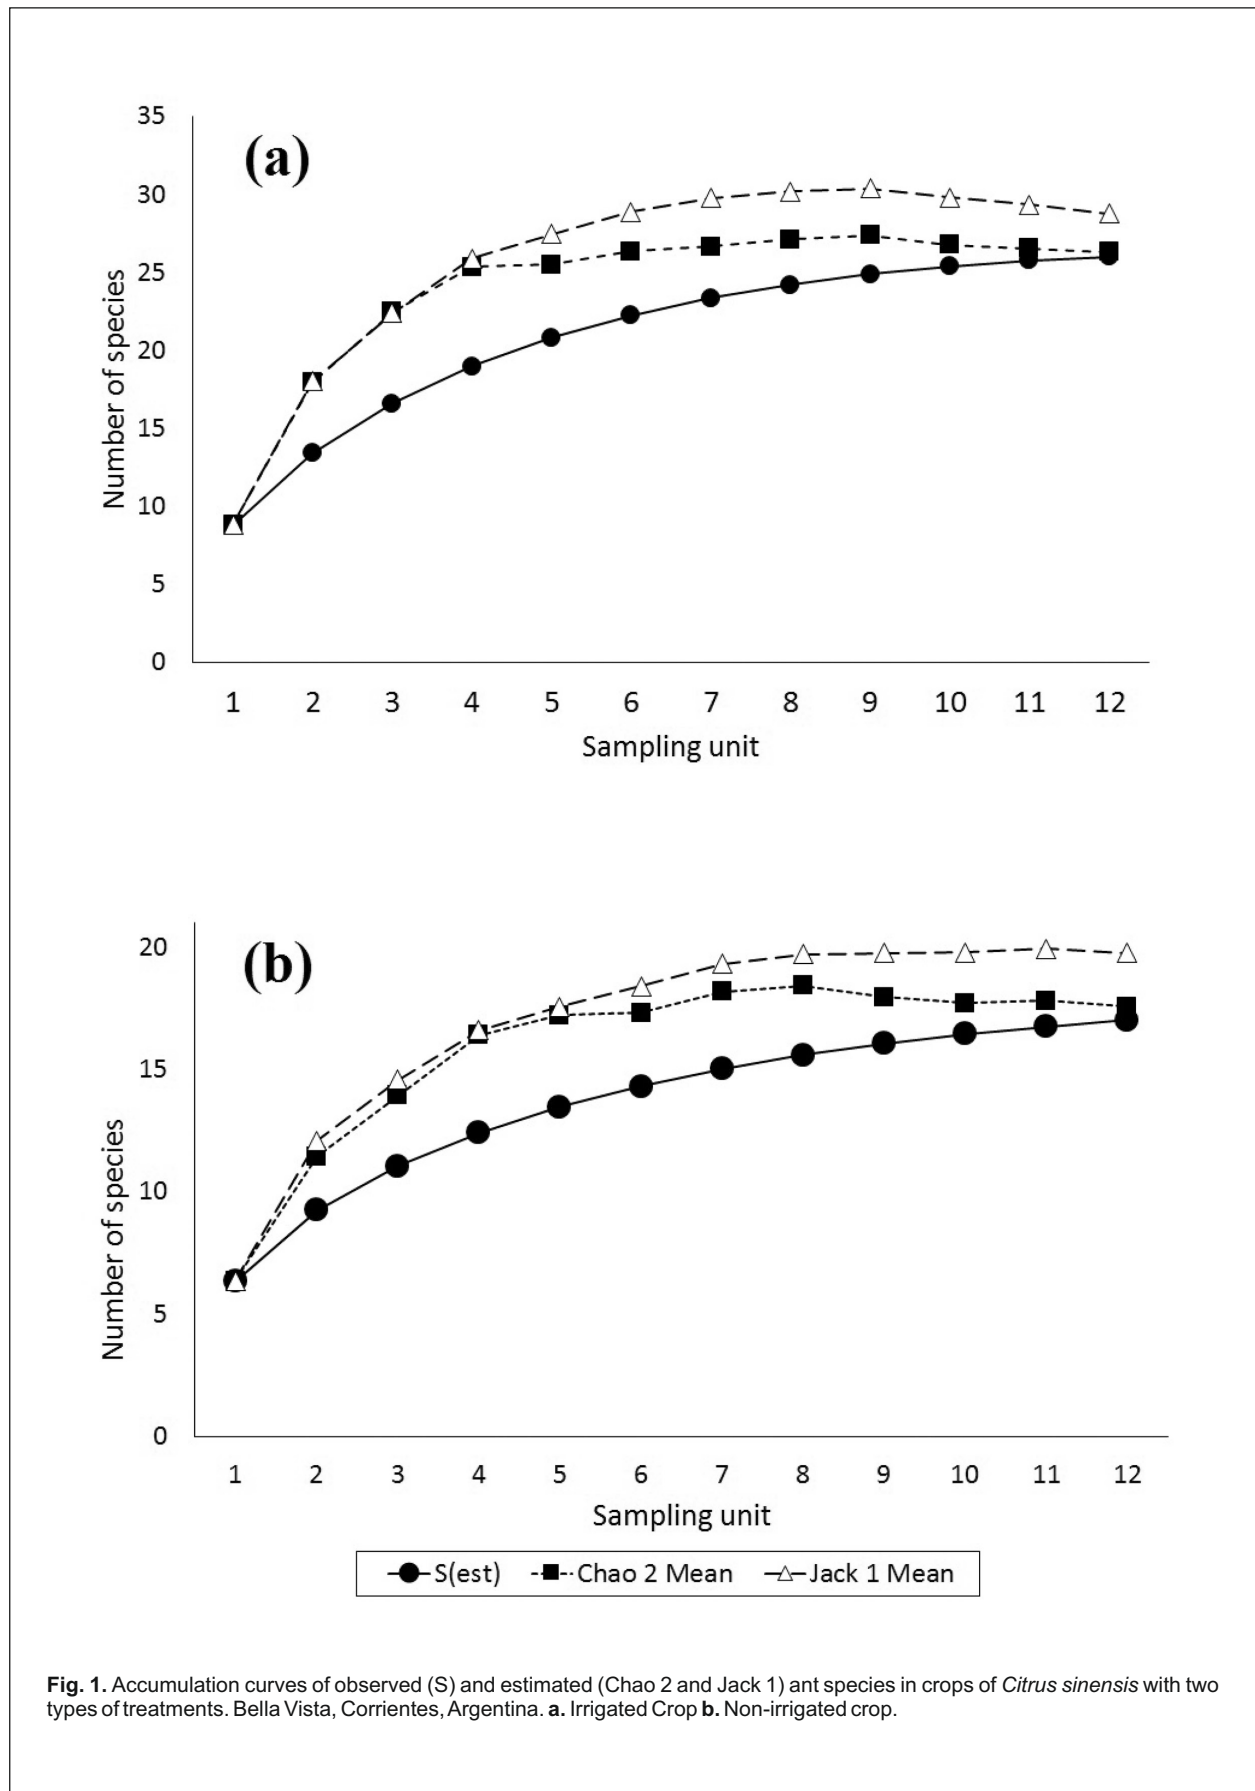 (a)
Number of species
35
30
25
20
15
10
5
0
1 2 3 4 5 6 7 8 9 10 11 12
Sampling unit
(b)
Number of species
20
15
10
5
0
1 2 3 4 5 6 7 8 9 10 11 12
Sampling unit
S(est) Chao 2 Mean Jack 1 Mean
Fig. 1. Accumulation curves of observed (S) and estimated (Chao 2 and Jack 1) ant species in crops of Citrus sinensis with two
types of treatments. Bella Vista, Corrientes, Argentina. a. Irrigated Crop b. Non-irrigated crop.